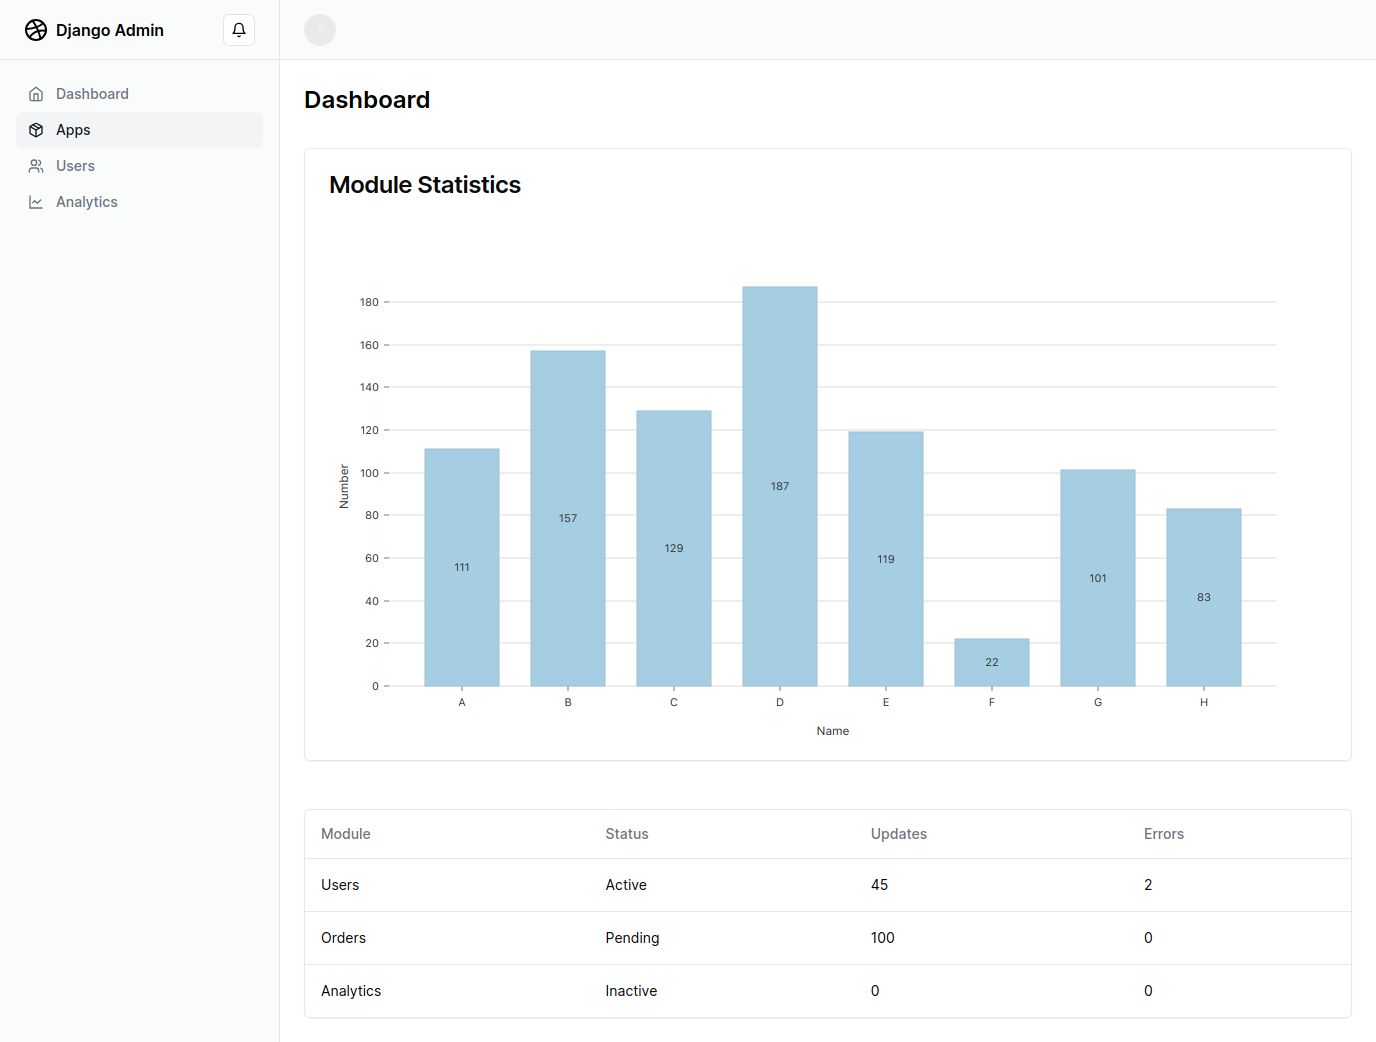 Django Admin
Dashboard
Apps
Users
Analytics
Dashboard
Module Statistics
180
160
140
120
100
80
60
40
20
0
Number
111
157
129
187
119
22
101
83
A B C D E F G H
Name
Module Status Updates Errors
Users Active 45 2
Orders Pending 100 0
Analytics Inactive 0 0